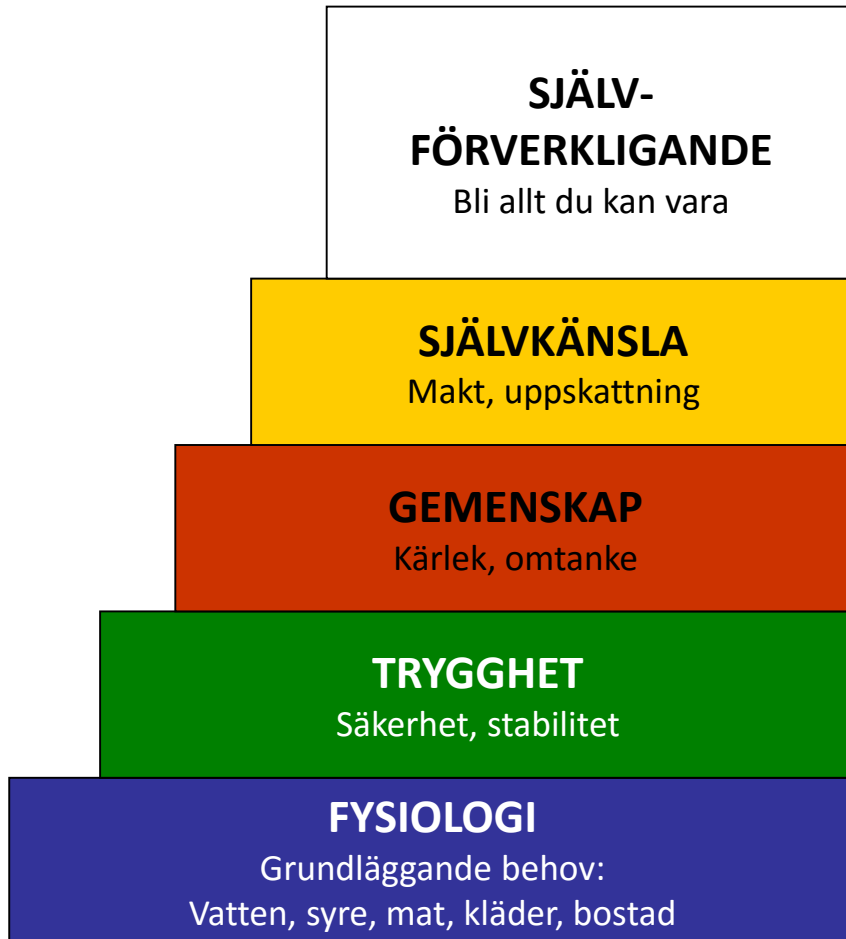 SJÄLV-
FÖRVERKLIGANDE
Bli allt du kan vara
SJÄLVKÄNSLA
Makt, uppskattning
GEMENSKAP
Kärlek, omtanke
TRYGGHET
Säkerhet, stabilitet
FYSIOLOGI
Grundläggande behov:
Vatten, syre, mat, kläder, bostad